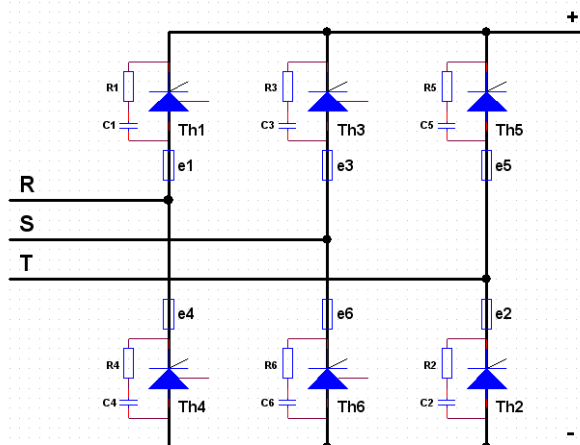 +
R1 R3 R5
C1 Th1 C3 Th3 C5 Th5
e1 e3 e5
R
S
T
e4 e6 e2
R4 R6 R2
C4 Th4 C6 Th6 C2 Th2
-